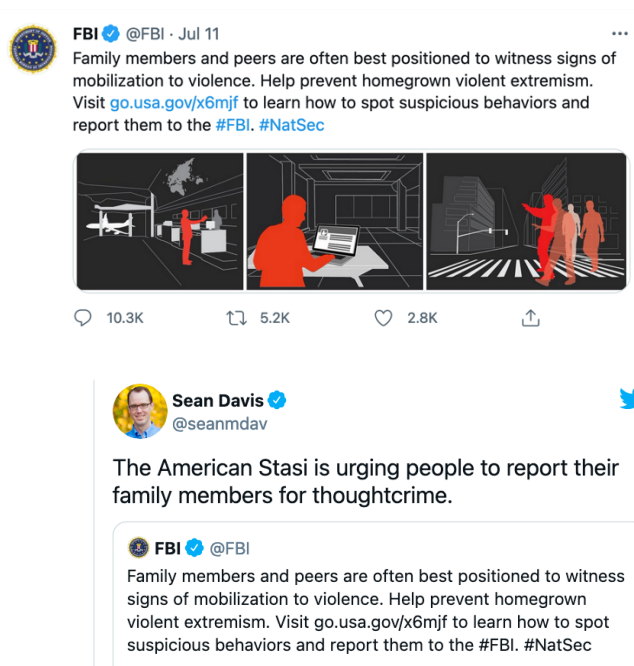 FBI @FBI · Jul 11
Family members and peers are often best positioned to witness signs of
mobilization to violence. Help prevent homegrown violent extremism.
Visit go.usa.gov/x6mjf to learn how to spot suspicious behaviors and
report them to the #FBI. #NatSec
10.3K 5.2K 2.8K
Sean Davis
@seanmdav
The American Stasi is urging people to report their
family members for thoughtcrime.
FBI @FBI
Family members and peers are often best positioned to witness
signs of mobilization to violence. Help prevent homegrown
violent extremism. Visit go.usa.gov/x6mjf to learn how to spot
suspicious behaviors and report them to the #FBI. #NatSec